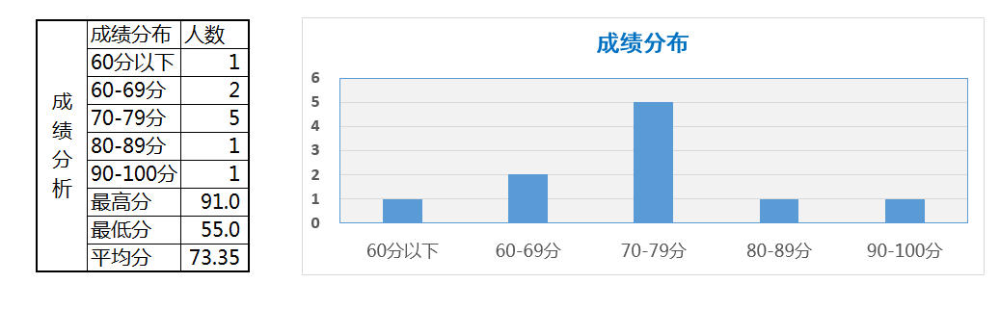 成绩分析
成绩分布 人数
60分以下 1
60-69分 2
70-79分 5
80-89分 1
90-100分 1
最高分 91.0
最低分 55.0
平均分 73.35
成绩分布
6
5
4
3
2
1
0
60分以下 60-69分 70-79分 80-89分 90-100分